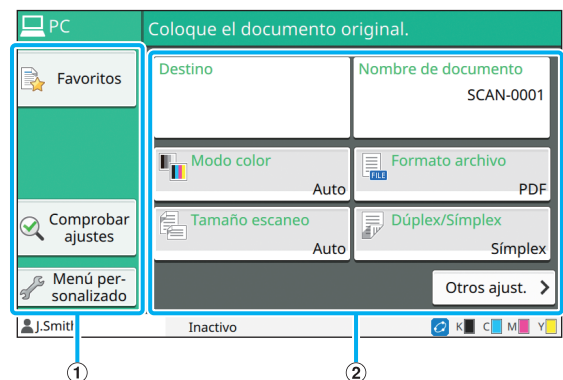 PC
Coloque el documento original.
Favoritos
Comprobar
ajustes
Menú per-
sonalizado
Destino
Nombre de documento
SCAN-0001
Modo color
Auto
FILE
Formato archivo
PDF
Tamaño escaneo
Auto
Dúplex/Símplex
Símplex
Otros ajust.
J.Smith
Inactivo
K C M Y
1
2